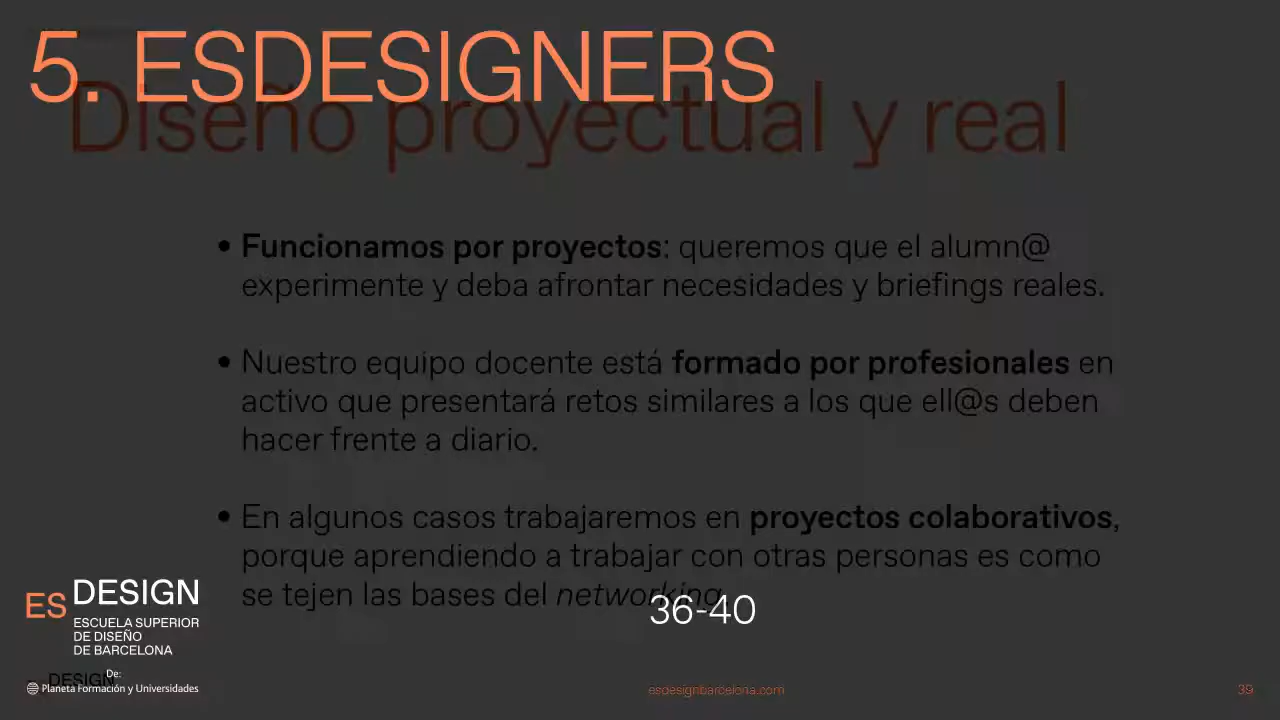 5. ESDESIGNERS
Diseño proyectual y real
• Funcionamos por proyectos: queremos que el alumn@
experimente y deba afrontar necesidades y briefings reales.
• Nuestro equipo docente está formado por profesionales en
activo que presentará retos similares a los que ell@s deben
hacer frente a diario.
• En algunos casos trabajaremos en proyectos colaborativos,
porque aprendiendo a trabajar con otras personas es como
se tejen las bases del networking.
36-40
ES DESIGN
ESCUELA SUPERIOR
DE DISEÑO
DE BARCELONA
De:
Planeta Formación y Universidades
DESIGN
esdesignbarcelona.com
39